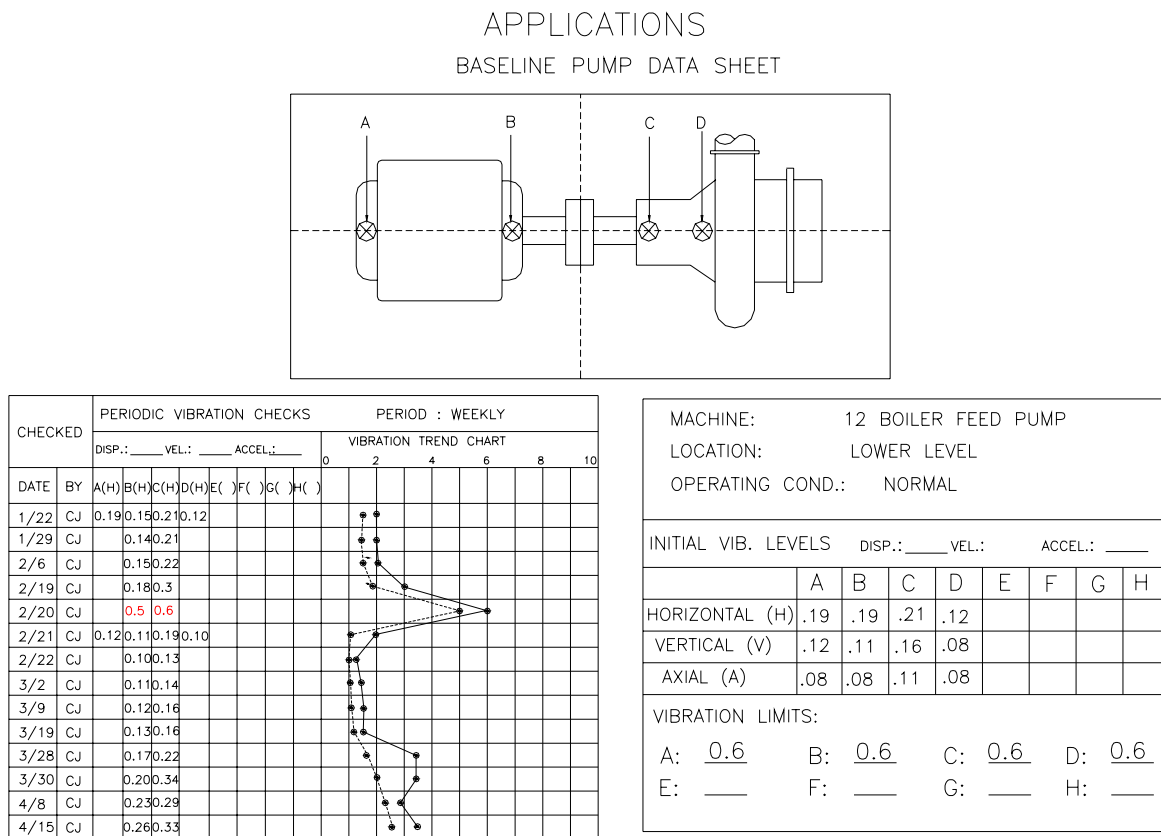 APPLICATIONS
BASELINE PUMP DATA SHEET
A B C D
CHECKED PERIODIC VIBRATION CHECKS PERIOD : WEEKLY
DISP.:_____ VEL.: _____ ACCEL.:_____ VIBRATION TREND CHART
0 2 4 6 8 10
DATE BY A(H) B(H) C(H) D(H) E( ) F( ) G( ) H( )
1/22 CJ 0.19 0.15 0.21 0.12
1/29 CJ 0.14 0.21
2/6 CJ 0.15 0.22
2/19 CJ 0.18 0.3
2/20 CJ 0.5 0.6
2/21 CJ 0.12 0.11 0.19 0.10
2/22 CJ 0.10 0.13
3/2 CJ 0.11 0.14
3/9 CJ 0.12 0.16
3/19 CJ 0.13 0.16
3/28 CJ 0.17 0.22
3/30 CJ 0.20 0.34
4/8 CJ 0.23 0.29
4/15 CJ 0.26 0.33
MACHINE: 12 BOILER FEED PUMP
LOCATION: LOWER LEVEL
OPERATING COND.: NORMAL
INITIAL VIB. LEVELS DISP.:_____ VEL.: ACCEL.: _____
A B C D E F G H
HORIZONTAL (H) .19 .19 .21 .12
VERTICAL (V) .12 .11 .16 .08
AXIAL (A) .08 .08 .11 .08
VIBRATION LIMITS:
A: 0.6 B: 0.6 C: 0.6 D: 0.6
E: ____ F: ____ G: ____ H: ____